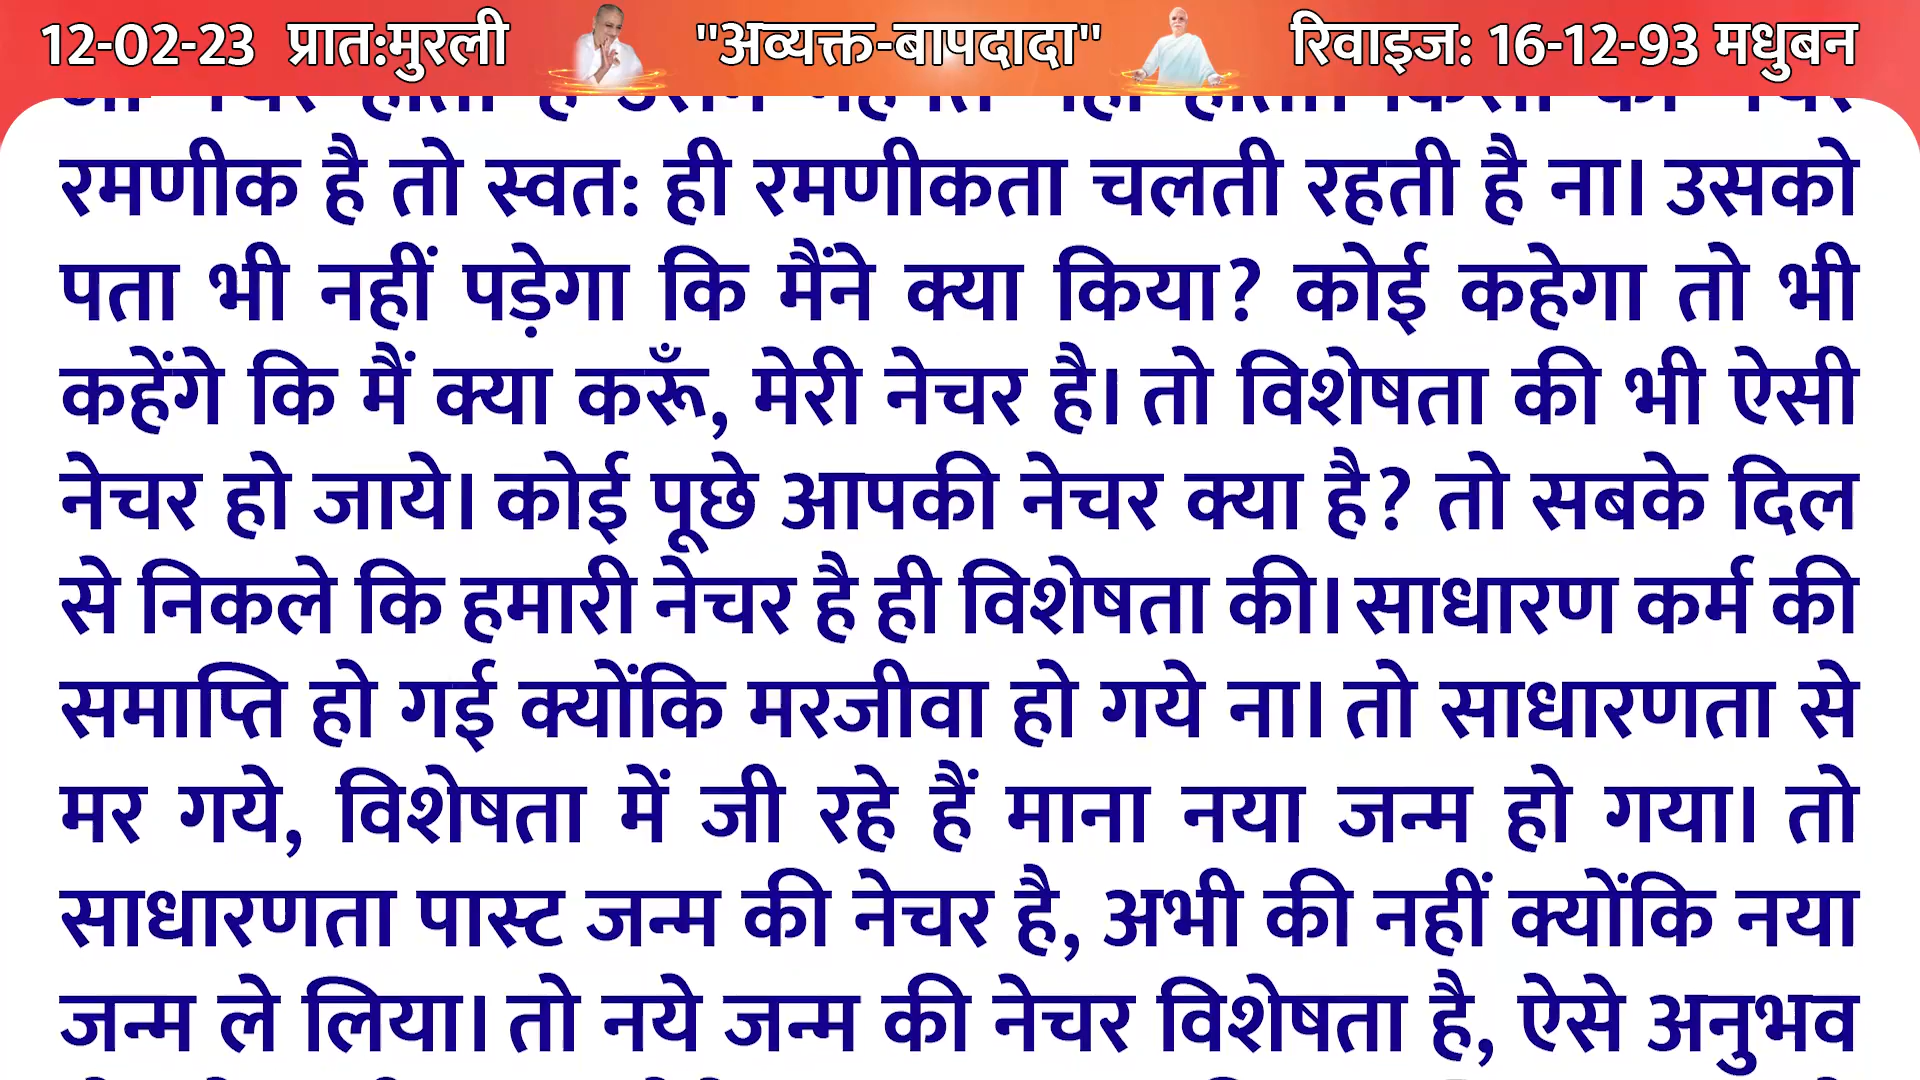 12-02-23 प्रात:मुरली "अव्यक्त-बापदादा" रिवाइज: 16-12-93 मधुबन
रमणीक है तो स्वत: ही रमणीकता चलती रहती है ना। उसको
पता भी नहीं पड़ेगा कि मैंने क्या किया? कोई कहेगा तो भी
कहेंगे कि मैं क्या करूँ, मेरी नेचर है। तो विशेषता की भी ऐसी
नेचर हो जाये। कोई पूछे आपकी नेचर क्या है? तो सबके दिल
से निकले कि हमारी नेचर है ही विशेषता की। साधारण कर्म की
समाप्ति हो गई क्योंकि मरजीवा हो गये ना। तो साधारणता से
मर गये, विशेषता में जी रहे हैं माना नया जन्म हो गया। तो
साधारणता पास्ट जन्म की नेचर है, अभी की नहीं क्योंकि नया
जन्म ले लिया। तो नये जन्म की नेचर विशेषता है, ऐसे अनुभव